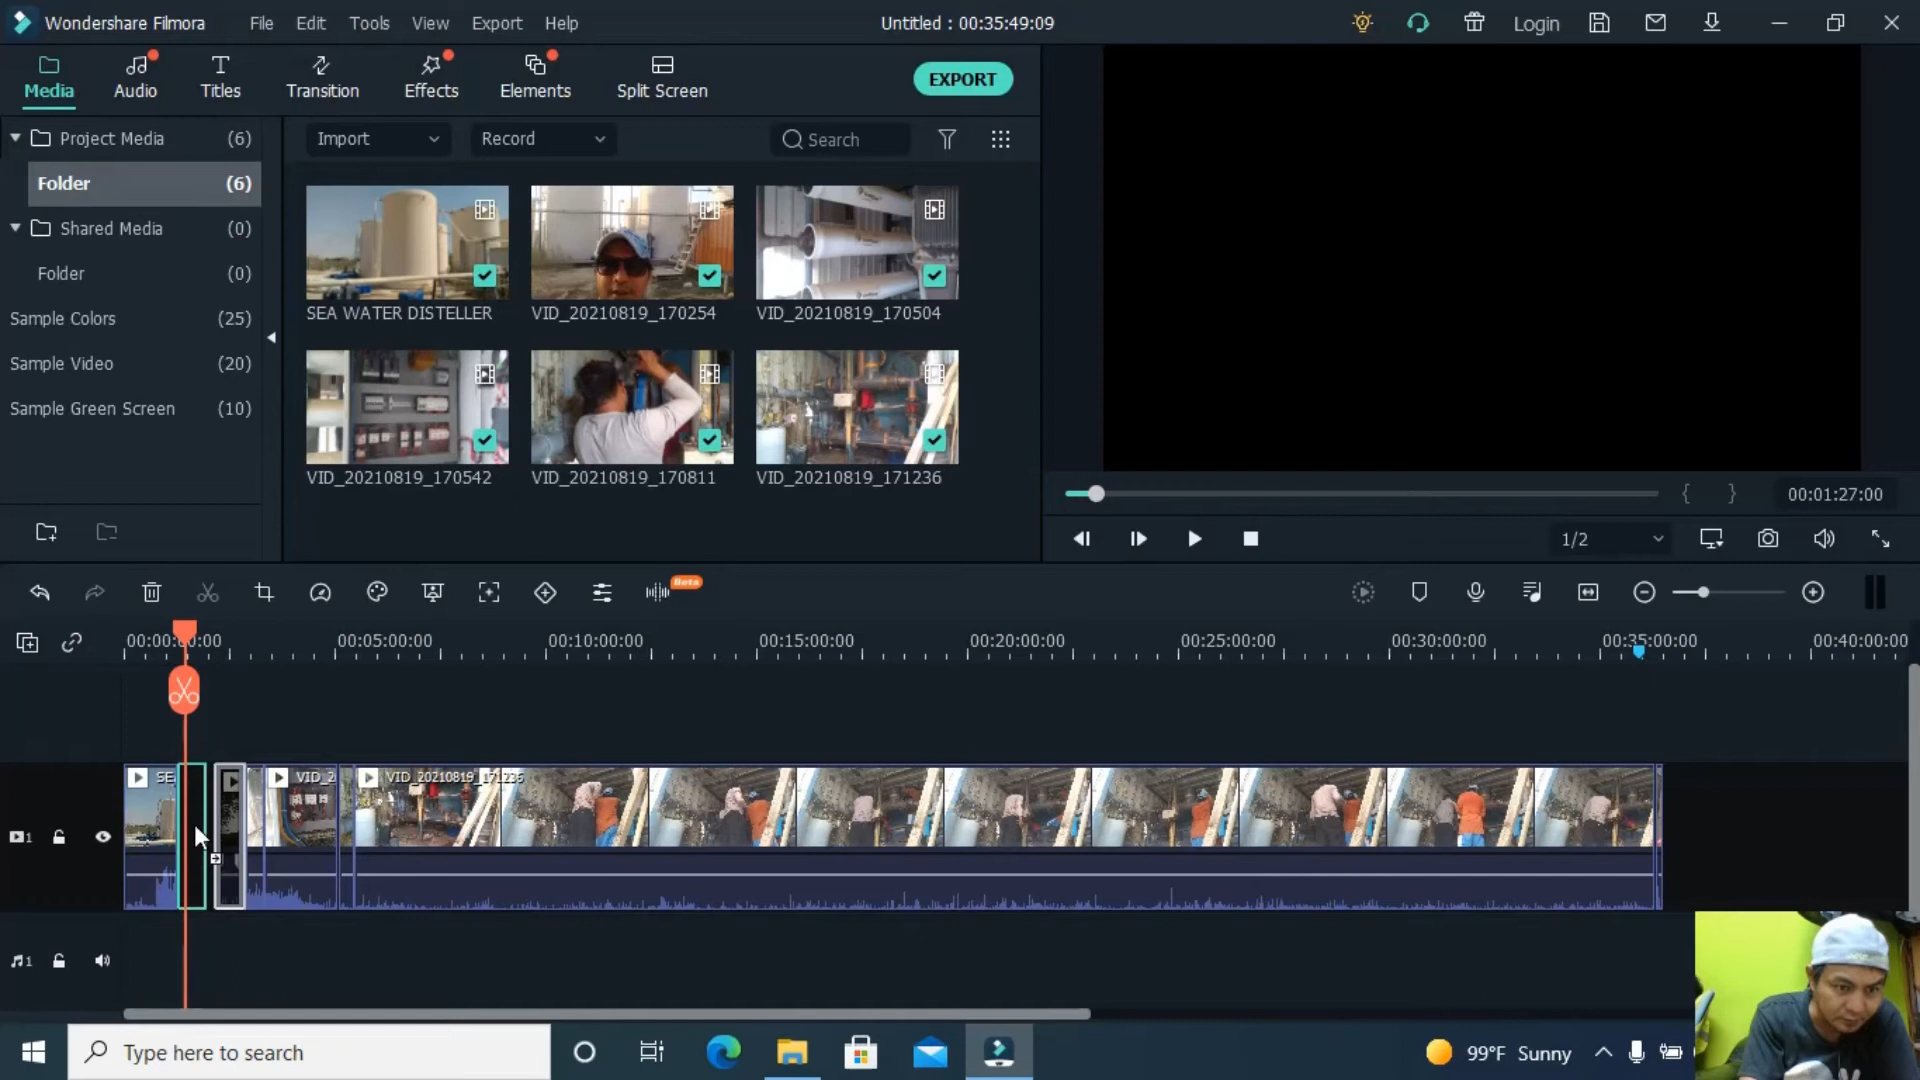 Wondershare Filmora File Edit Tools View Export Help Untitled : 00:35:49:09 Login
Media Audio Titles Transition Effects Elements Split Screen EXPORT
Project Media (6) Import Record Search
Folder (6)
Shared Media (0)
Folder (0)
Sample Colors (25)
Sample Video (20)
Sample Green Screen (10)
SEA WATER DISTELLER VID_20210819_170254 VID_20210819_170504
VID_20210819_170542 VID_20210819_170811 VID_20210819_171236
00:01:27:00
1/2
Beta
00:00:00:00 00:05:00:00 00:10:00:00 00:15:00:00 00:20:00:00 00:25:00:00 00:30:00:00 00:35:00:00 00:40:00:00
SEA VID_2 VID_20210819_171236
1
1
Type here to search 99°F Sunny